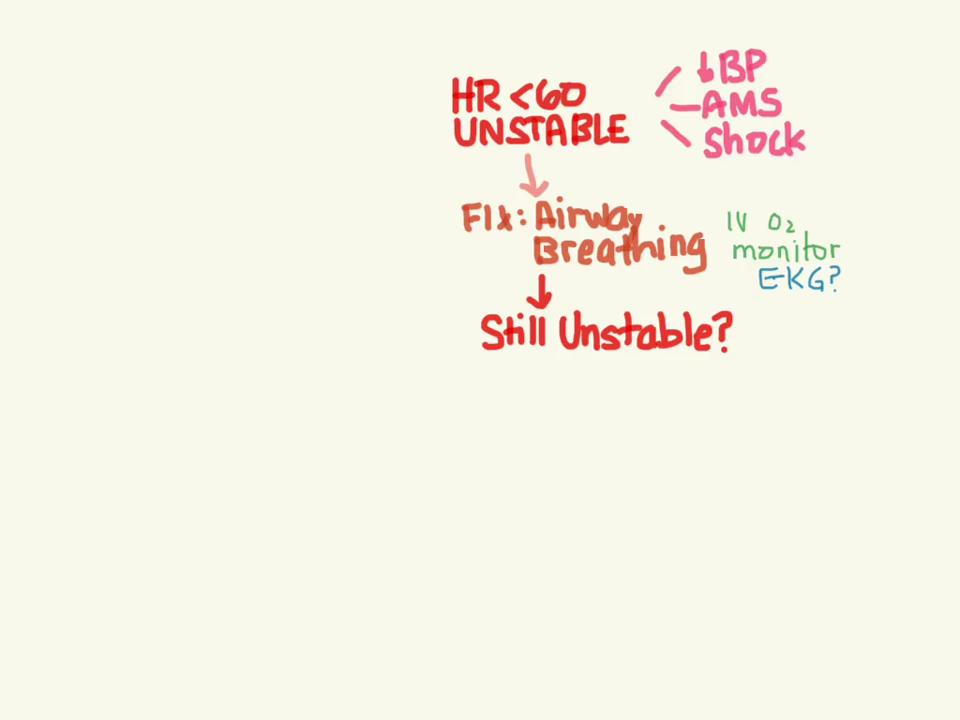 HR <60
UNSTABLE
↓BP
AMS
Shock
Fix: Airway
Breathing
IV O2
monitor
EKG?
Still Unstable?